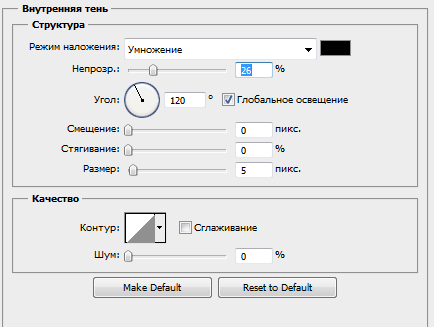 Внутренняя тень
Структура
Режим наложения: Умножение
Непрозр.: 26 %
Угол: 120 ° Глобальное освещение
Смещение: 0 пикс.
Стягивание: 0 %
Размер: 5 пикс.
Качество
Контур: Сглаживание
Шум: 0 %
Make Default Reset to Default